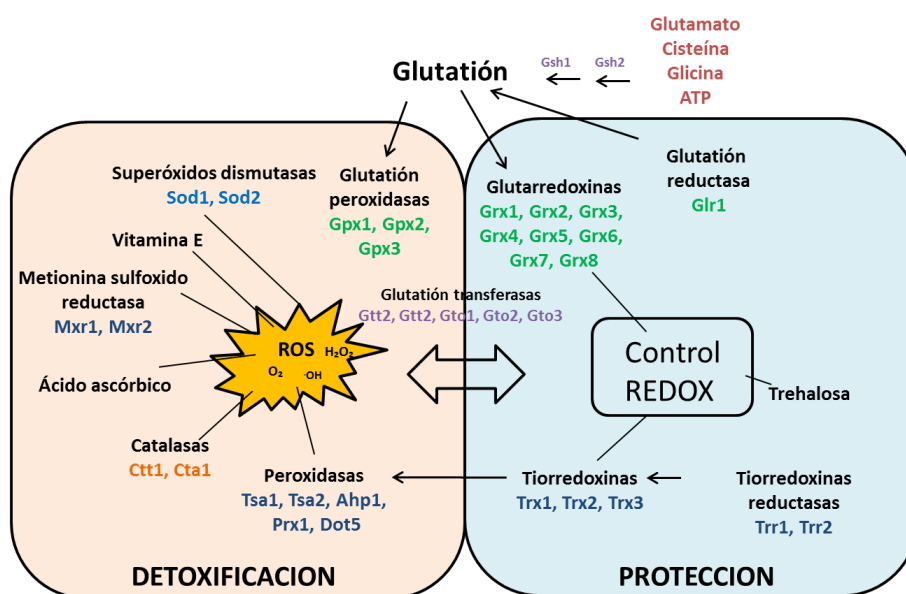 Glutamato
Cisteína
Glicina
ATP
Gsh1
Gsh2
Glutatión
Superóxidos dismutasas
Sod1, Sod2
Glutatión
peroxidasas
Gpx1, Gpx2,
Gpx3
Vitamina E
Metionina sulfoxido
reductasa
Mxr1, Mxr2
Ácido ascórbico
Catalasas
Ctt1, Cta1
ROS
H₂O₂
O₂
·OH
Peroxidasas
Tsa1, Tsa2, Ahp1,
Prx1, Dot5
DETOXIFICACION
Glutatión transferasas
Gtt2, Gtt2, Gto1, Gto2, Gto3
Glutarredoxinas
Grx1, Grx2, Grx3,
Grx4, Grx5, Grx6,
Grx7, Grx8
Glutatión
reductasa
Glr1
Control
REDOX
Trehalosa
Tiorredoxinas
Trx1, Trx2, Trx3
Tiorredoxinas
reductasas
Trr1, Trr2
PROTECCION